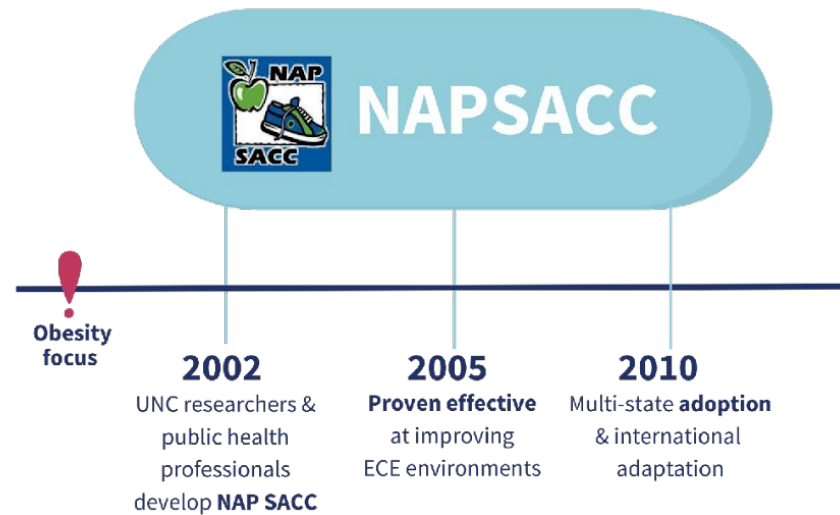 NAP
SACC
NAPSACC
Obesity
focus
2002
UNC researchers &
public health
professionals
develop NAP SACC
2005
Proven effective
at improving
ECE environments
2010
Multi-state adoption
& international
adaptation